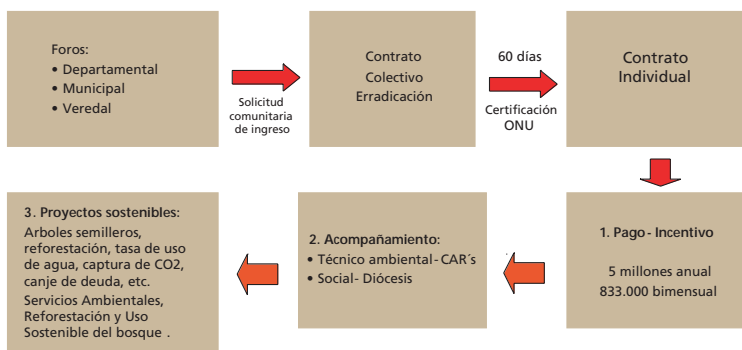 Foros:
• Departamental
• Municipal
• Veredal
Solicitud
comunitaria
de ingreso
Contrato
Colectivo
Erradicación
60 días
Certificación
ONU
Contrato
Individual
1. Pago - Incentivo
5 millones anual
833.000 bimensual
2. Acompañamiento:
• Técnico ambiental - CAR´s
• Social - Diócesis
3. Proyectos sostenibles:
Arboles semilleros,
reforestación, tasa de uso
de agua, captura de CO2,
canje de deuda, etc.
Servicios Ambientales,
Reforestación y Uso
Sostenible del bosque .